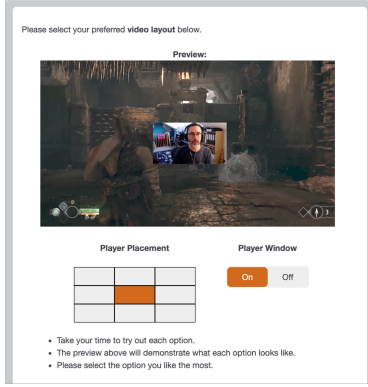 Please select your preferred video layout below.
Preview:
Player Placement
Player Window
On
Off
Take your time to try out each option.
The preview above will demonstrate what each option looks like.
Please select the option you like the most.